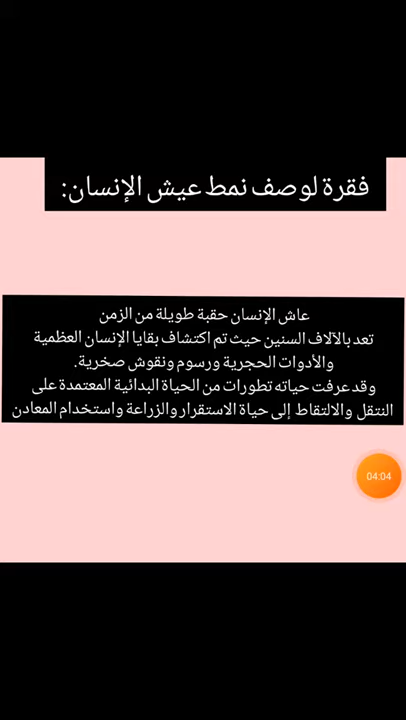 فقرة لوصف نمط عيش الإنسان:
عاش الإنسان حقبة طويلة من الزمن
تعد بالآلاف السنين حيث تم اكتشاف بقايا الإنسان العظمية
والأدوات الحجرية ورسوم ونقوش صخرية.
وقد عرفت حياته تطورات من الحياة البدائية المعتمدة على
التنقل والالتقاط إلى حياة الاستقرار والزراعة واستخدام المعادن
04:04